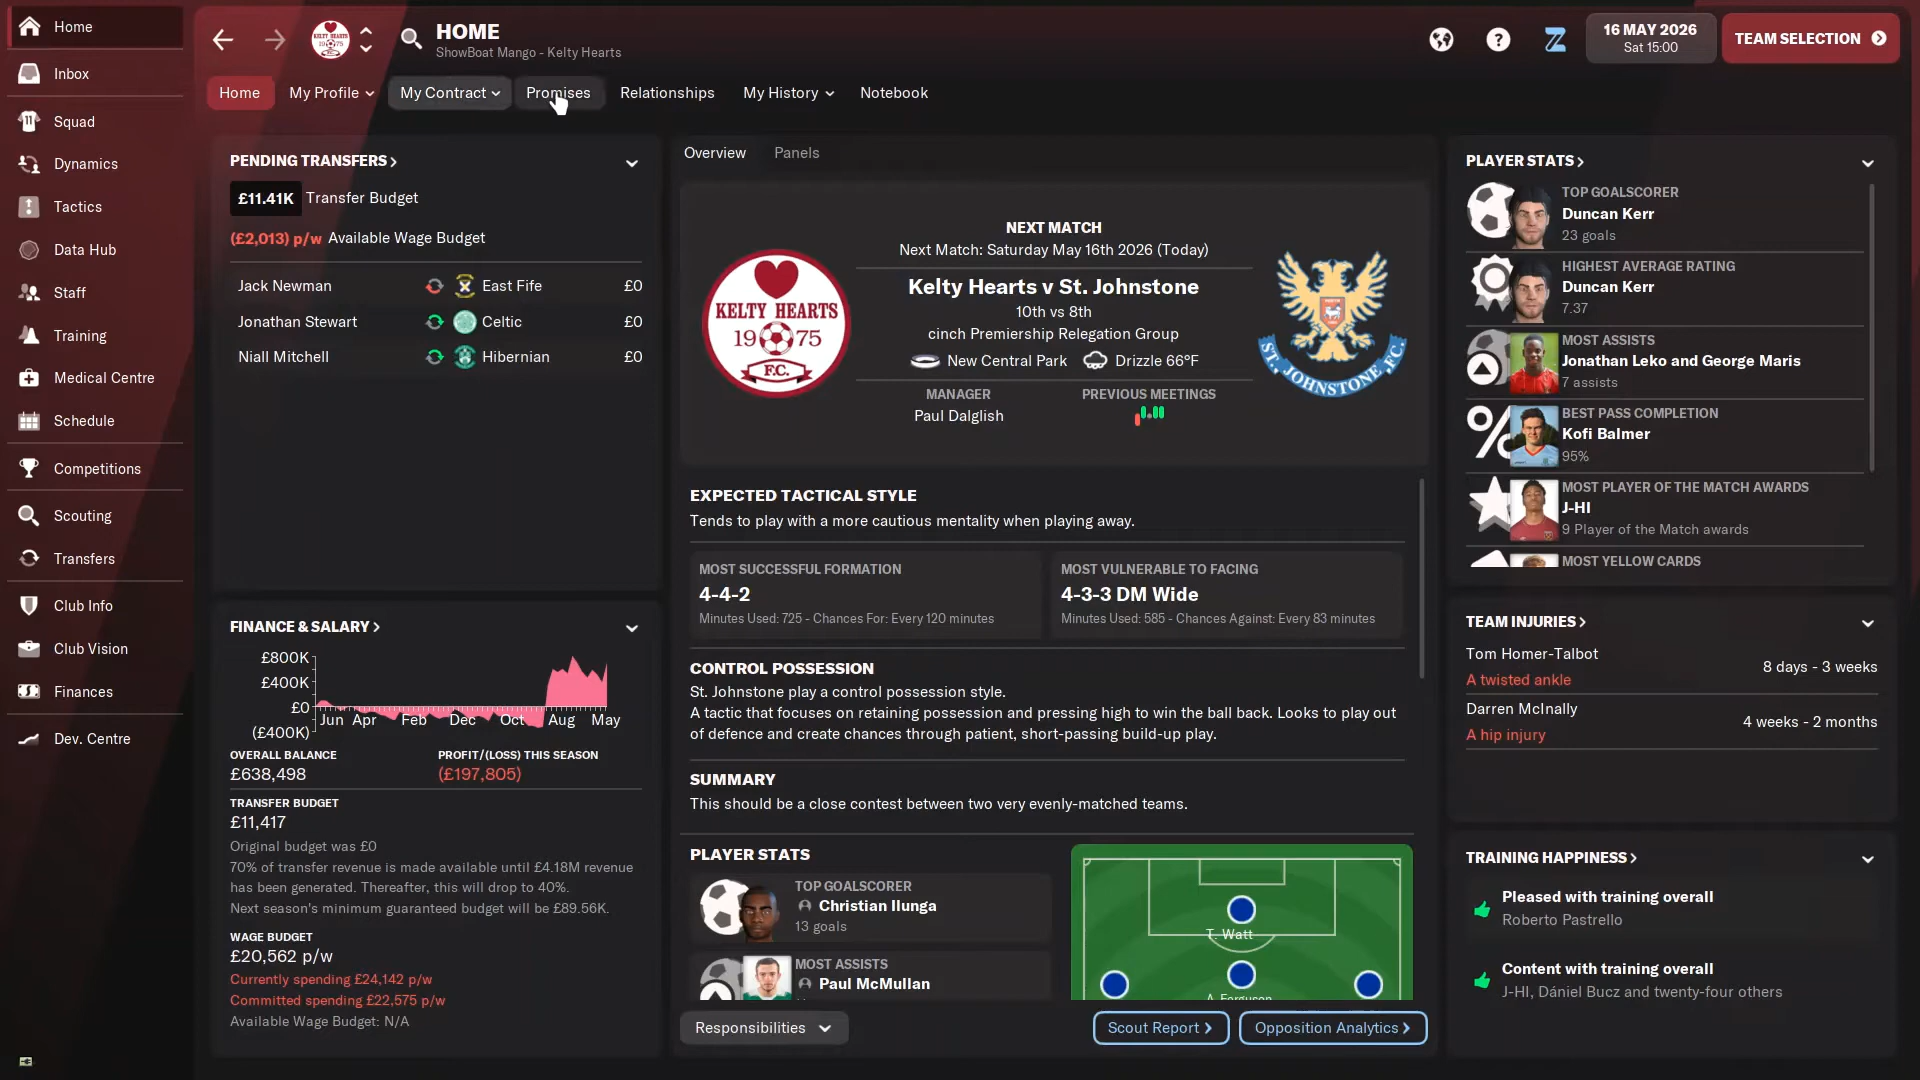 Home
Inbox
Squad
Dynamics
Tactics
Data Hub
Staff
Training
Medical Centre
Schedule
Competitions
Scouting
Transfers
Club Info
Club Vision
Finances
Dev. Centre
KELTY HEARTS
1975
HOME
ShowBoat Mango - Kelty Hearts
16 MAY 2026
Sat 15:00
TEAM SELECTION
Home
My Profile
My Contract
Promises
Relationships
My History
Notebook
PENDING TRANSFERS
£11.41K Transfer Budget
(£2,013) p/w Available Wage Budget
Jack Newman East Fife £0
Jonathan Stewart Celtic £0
Niall Mitchell Hibernian £0
FINANCE & SALARY
£800K
£400K
£0
(£400K)
Jun Apr Feb Dec Oct Aug May
OVERALL BALANCE
£638,498
PROFIT/(LOSS) THIS SEASON
(£197,805)
TRANSFER BUDGET
£11,417
Original budget was £0
70% of transfer revenue is made available until £4.18M revenue
has been generated. Thereafter, this will drop to 40%.
Next season's minimum guaranteed budget will be £89.56K.
WAGE BUDGET
£20,562 p/w
Currently spending £24,142 p/w
Committed spending £22,575 p/w
Available Wage Budget: N/A
Overview
Panels
KELTY HEARTS
1975
F.C.
NEXT MATCH
Next Match: Saturday May 16th 2026 (Today)
Kelty Hearts v St. Johnstone
10th vs 8th
cinch Premiership Relegation Group
New Central Park Drizzle 66°F
MANAGER
Paul Dalglish
PREVIOUS MEETINGS
ST. JOHNSTONE F.C.
EXPECTED TACTICAL STYLE
Tends to play with a more cautious mentality when playing away.
MOST SUCCESSFUL FORMATION
4-4-2
Minutes Used: 725 - Chances For: Every 120 minutes
MOST VULNERABLE TO FACING
4-3-3 DM Wide
Minutes Used: 585 - Chances Against: Every 83 minutes
CONTROL POSSESSION
St. Johnstone play a control possession style.
A tactic that focuses on retaining possession and pressing high to win the ball back. Looks to play out
of defence and create chances through patient, short-passing build-up play.
SUMMARY
This should be a close contest between two very evenly-matched teams.
PLAYER STATS
TOP GOALSCORER
Christian Ilunga
13 goals
MOST ASSISTS
Paul McMullan
T. Watt
A. Ferguson
Responsibilities
Scout Report
Opposition Analytics
PLAYER STATS
TOP GOALSCORER
Duncan Kerr
23 goals
HIGHEST AVERAGE RATING
Duncan Kerr
7.37
MOST ASSISTS
Jonathan Leko and George Maris
7 assists
BEST PASS COMPLETION
Kofi Balmer
95%
MOST PLAYER OF THE MATCH AWARDS
J-HI
9 Player of the Match awards
MOST YELLOW CARDS
TEAM INJURIES
Tom Homer-Talbot
A twisted ankle
8 days - 3 weeks
Darren McInally
A hip injury
4 weeks - 2 months
TRAINING HAPPINESS
Pleased with training overall
Roberto Pastrello
Content with training overall
J-HI, Dániel Bucz and twenty-four others